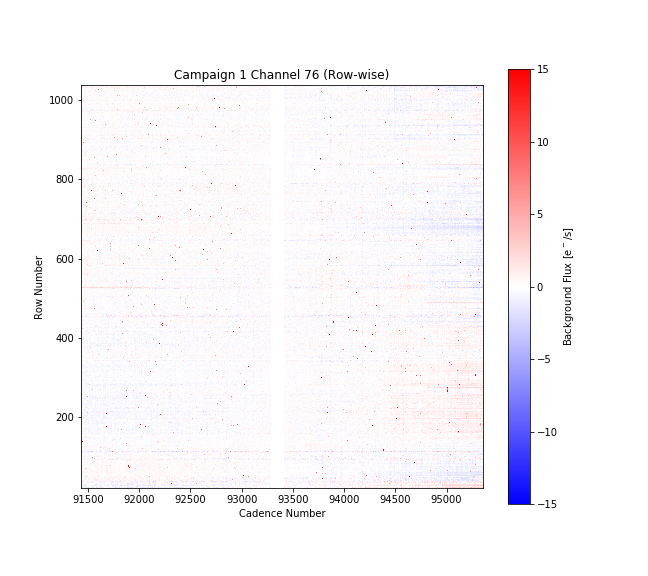 Campaign 1 Channel 76 (Row-wise)
1000
800
600
400
200
Row Number
91500 92000 92500 93000 93500 94000 94500 95000
Cadence Number
15
10
5
0
−5
−10
−15
Background Flux [e⁻/s]